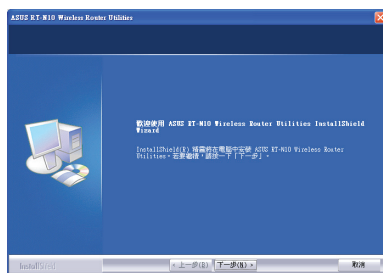 ASUS RT-N10 Wireless Router Utilities
歡迎使用 ASUS RT-N10 Wireless Router Utilities InstallShield
Wizard
InstallShield(R) 精靈將在電腦中安裝 ASUS RT-N10 Wireless Router
Utilities。若要繼續，請按一下「下一步」。
InstallShield
< 上一步(B) 下一步(N) > 取消